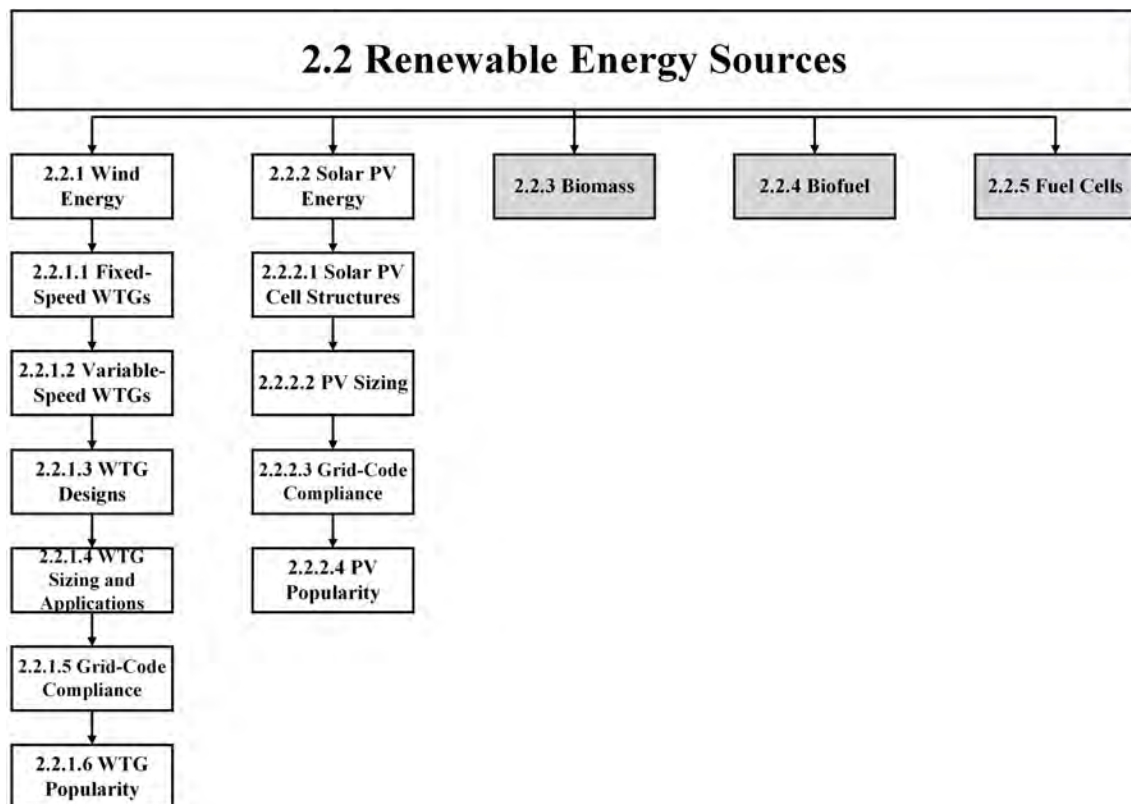 2.2 Renewable Energy Sources
2.2.1 Wind
Energy
2.2.2 Solar PV
Energy
2.2.3 Biomass
2.2.4 Biofuel
2.2.5 Fuel Cells
2.2.1.1 Fixed-
Speed WTGs
2.2.2.1 Solar PV
Cell Structures
2.2.1.2 Variable-
Speed WTGs
2.2.2.2 PV Sizing
2.2.1.3 WTG
Designs
2.2.2.3 Grid-Code
Compliance
2.2.1.4 WTG
Sizing and
Applications
2.2.2.4 PV
Popularity
2.2.1.5 Grid-Code
Compliance
2.2.1.6 WTG
Popularity